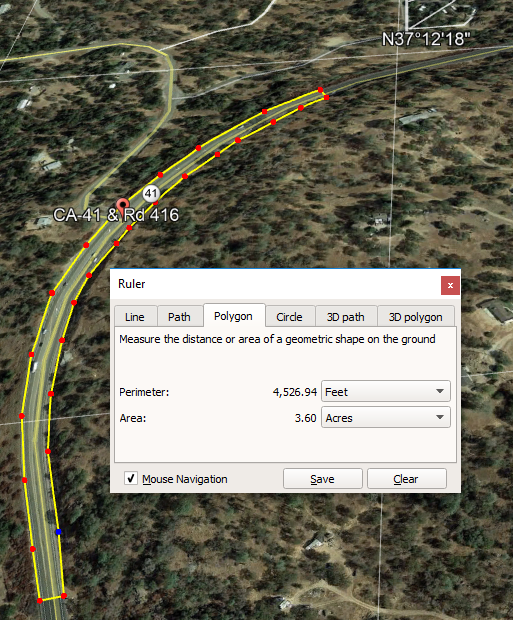 N37°12'18"
41
CA-41 & Rd 416
Ruler
x
Line Path Polygon Circle 3D path 3D polygon
Measure the distance or area of a geometric shape on the ground
Perimeter: 4,526.94 Feet
Area: 3.60 Acres
Mouse Navigation Save Clear